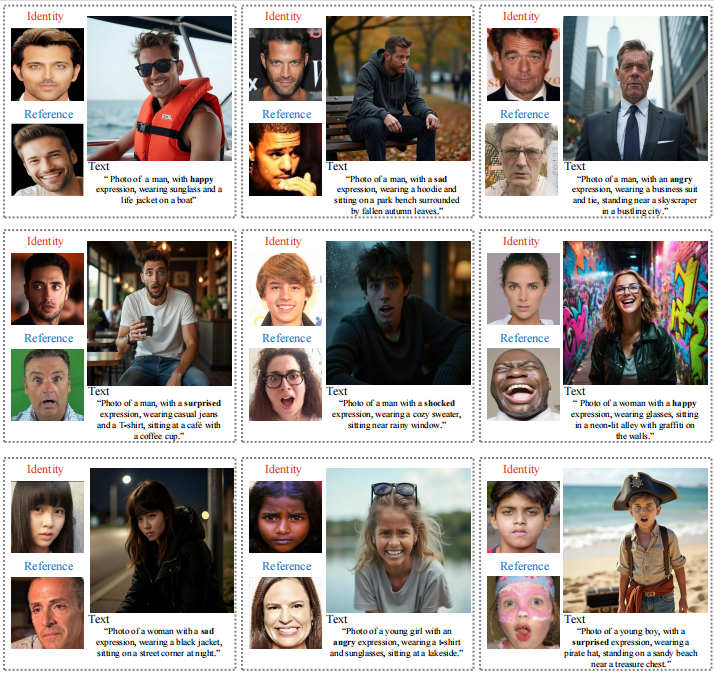 Identity
Reference
Text
“ Photo of a man, with happy
expression, wearing sunglass and a
life jacket on a boat”
Identity
Reference
Text
“Photo of a man, with a sad
expression, wearing a hoodie and
sitting on a park bench surrounded
by fallen autumn leaves.”
Identity
Reference
Text
“Photo of a man, with an angry
expression, wearing a business suit
and tie, standing near a skyscraper
in a bustling city.”
Identity
Reference
Text
“Photo of a man, with a surprised
expression, wearing casual jeans
and a T-shirt, sitting at a café with
a coffee cup.”
Identity
Reference
Text
“Photo of a man with a shocked
expression, wearing a cozy sweater,
sitting near rainy window.”
Identity
Reference
Text
“ Photo of a woman with a happy
expression, wearing glasses, sitting
in a neon-lit alley with graffiti on
the walls.”
Identity
Reference
Text
“Photo of a woman with a sad
expression, wearing a black jacket,
sitting on a street corner at night.”
Identity
Reference
Text
“Photo of a young girl with an
angry expression, wearing a t-shirt
and sunglasses, sitting at a lakeside.”
Identity
Reference
Text
“Photo of a young boy, with a
surprised expression, wearing a
pirate hat, standing on a sandy beach
near a treasure chest.”